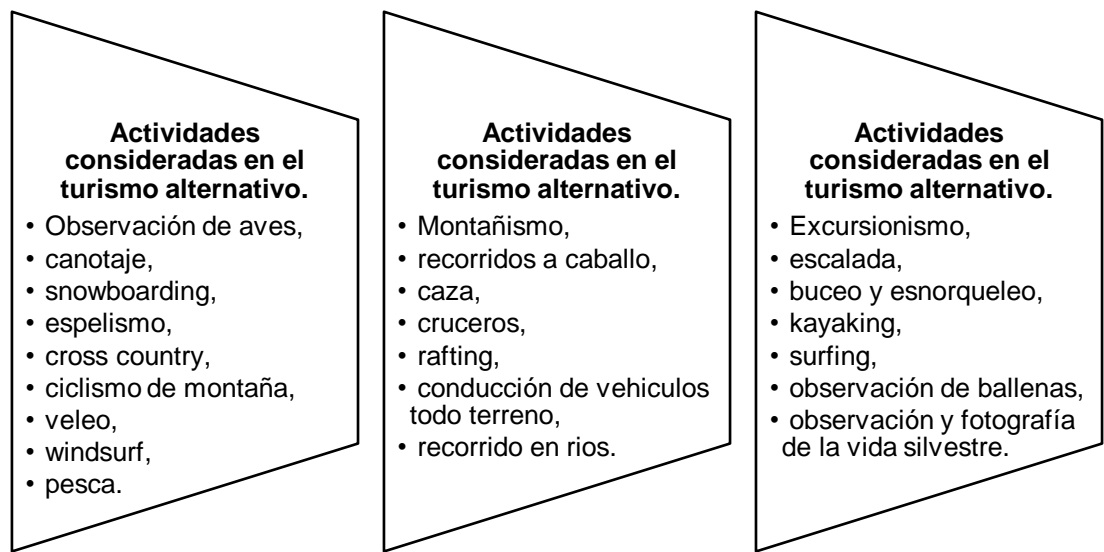 Actividades
consideradas en el
turismo alternativo.
• Observación de aves,
• canotaje,
• snowboarding,
• espelismo,
• cross country,
• ciclismo de montaña,
• veleo,
• windsurf,
• pesca.
Actividades
consideradas en el
turismo alternativo.
• Montañismo,
• recorridos a caballo,
• caza,
• cruceros,
• rafting,
• conducción de vehiculos
todo terreno,
• recorrido en rios.
Actividades
consideradas en el
turismo alternativo.
• Excursionismo,
• escalada,
• buceo y esnorqueleo,
• kayaking,
• surfing,
• observación de ballenas,
• observación y fotografía
de la vida silvestre.